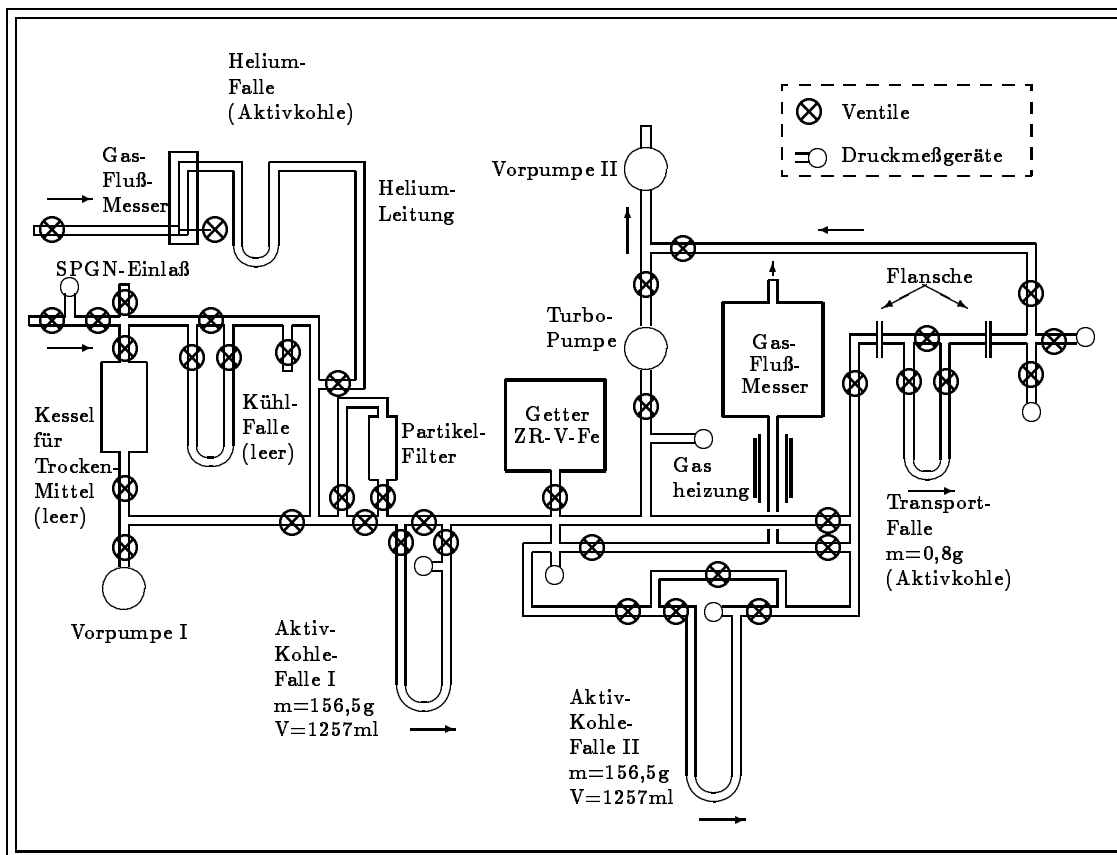 Helium-
Falle
(Aktivkohle)
Gas-
Fluß-
Messer
Helium-
Leitung
SPGN-Einlaß
Kessel
für
Trocken-
Mittel
(leer)
Kühl-
Falle
(leer)
Partikel-
Filter
Vorpumpe I
Aktiv-
Kohle-
Falle I
m=156,5g
V=1257ml
Vorpumpe II
Turbo-
Pumpe
Getter
ZR-V-Fe
Gas
heizung
Gas-
Fluß-
Messer
Ventile
Druckmeßgeräte
Flansche
Transport-
Falle
m=0,8g
(Aktivkohle)
Aktiv-
Kohle-
Falle II
m=156,5g
V=1257ml